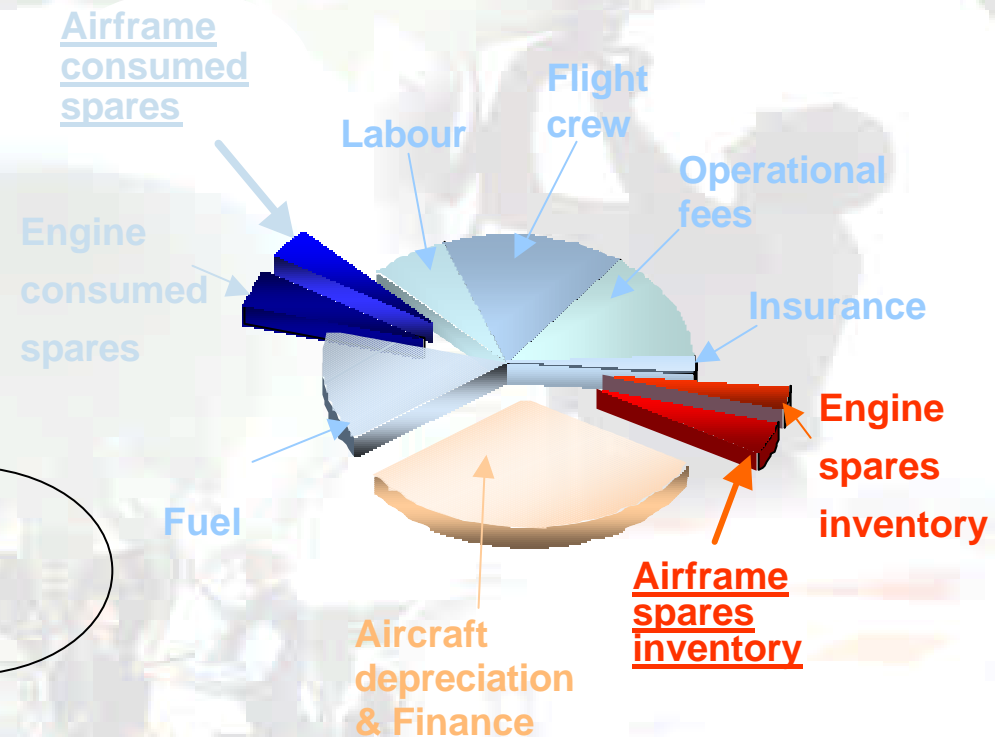 Airframe
consumed
spares
Flight
crew
Labour
Operational
fees
Engine
consumed
spares
Insurance
Engine
spares
inventory
Fuel
Airframe
spares
inventory
Aircraft
depreciation
& Finance